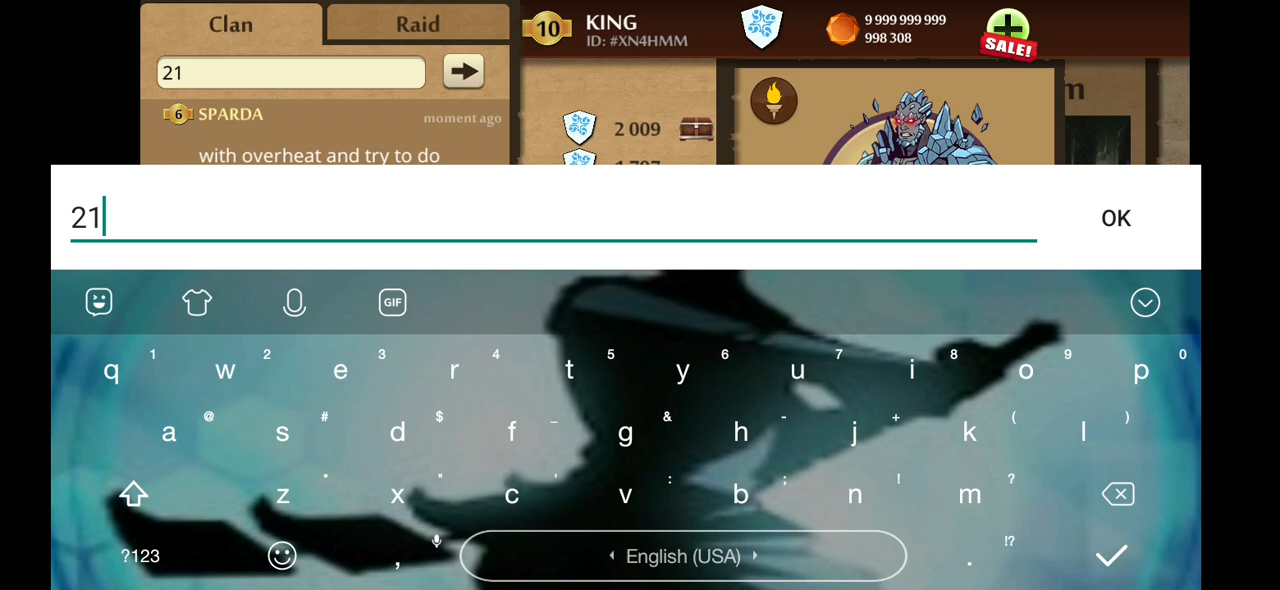 Clan
Raid
10
KING
ID: #XN4HMM
9 999 999 999
998 308
SALE!
21
6 SPARDA
moment ago
with overheat and try to do
2 009
m
21
OK
GIF
1 2 3 4 5 6 7 8 9 0
q w e r t y u i o p
@ # $ _ & - + ( )
a s d f g h j k l
* " ' : ; ! ?
z x c v b n m
?123
,
English (USA)
!?
.